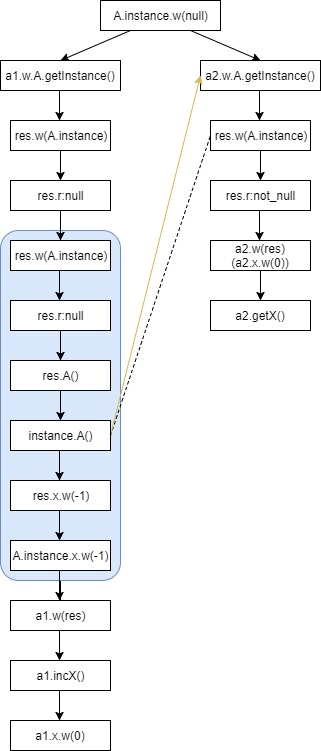 A.instance.w(null)
a1.w.A.getInstance()
res.w(A.instance)
res.r:null
res.w(A.instance)
res.r:null
res.A()
instance.A()
res.x.w(-1)
A.instance.x.w(-1)
a1.w(res)
a1.incX()
a1.x.w(0)
a2.w.A.getInstance()
res.w(A.instance)
res.r:not_null
a2.w(res)
(a2.x.w(0))
a2.getX()